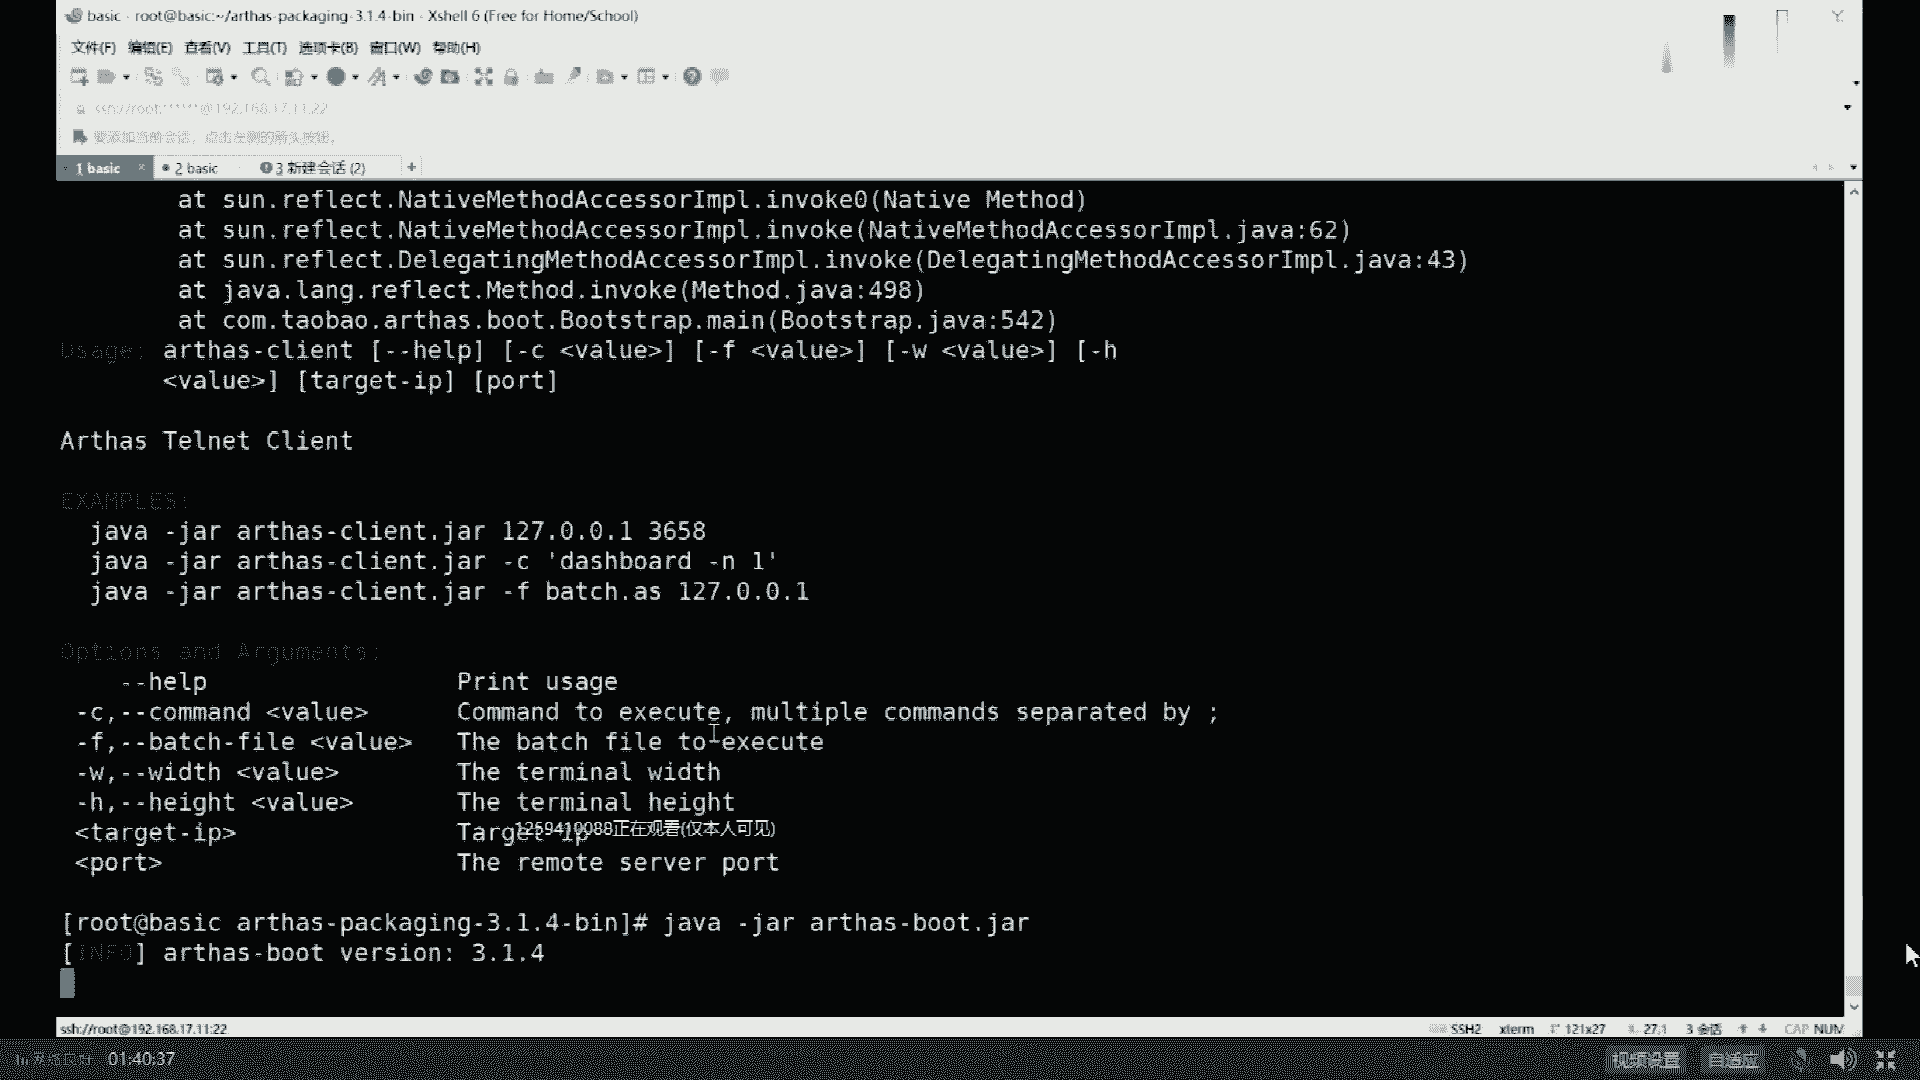 basic - root@basic:~/arthas-packaging-3.1.4-bin - Xshell 6 (Free for Home/School)
文件(F) 编辑(E) 查看(V) 工具(T) 选项卡(B) 窗口(W) 帮助(H)
ssh://root:******@192.168.17.11:22
要添加当前会话，点击左侧的箭头按钮。
1 basic × 2 basic 3 新建会话 (2) +
at sun.reflect.NativeMethodAccessorImpl.invoke0(Native Method)
at sun.reflect.NativeMethodAccessorImpl.invoke(NativeMethodAccessorImpl.java:62)
at sun.reflect.DelegatingMethodAccessorImpl.invoke(DelegatingMethodAccessorImpl.java:43)
at java.lang.reflect.Method.invoke(Method.java:498)
at com.taobao.arthas.boot.Bootstrap.main(Bootstrap.java:542)
Usage: arthas-client [--help] [-c <value>] [-f <value>] [-w <value>] [-h
<value>] [target-ip] [port]
Arthas Telnet Client
EXAMPLES:
java -jar arthas-client.jar 127.0.0.1 3658
java -jar arthas-client.jar -c 'dashboard -n 1'
java -jar arthas-client.jar -f batch.as 127.0.0.1
Options and Arguments:
--help Print usage
-c,--command <value> Command to execute, multiple commands separated by ;
-f,--batch-file <value> The batch file to execute
-w,--width <value> The terminal width
-h,--height <value> The terminal height
<target-ip> Target ip
1259410088正在观看(仅本人可见)
<port> The remote server port
[root@basic arthas-packaging-3.1.4-bin]# java -jar arthas-boot.jar
[INFO] arthas-boot version: 3.1.4
ssh://root@192.168.17.11:22 SSH2 xterm 121x27 27,1 3 会话 CAP NUM
01:40:37 视频设置 自适应